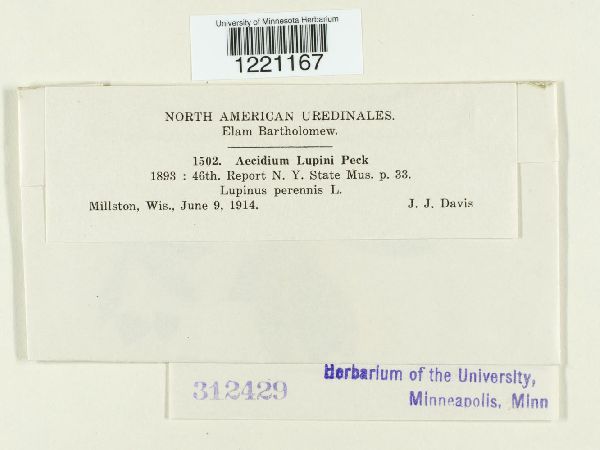 University of Minnesota Herbarium
1221167
NORTH AMERICAN UREDINALES.
Elam Bartholomew.
1502. Aecidium Lupini Peck
1893 : 46th. Report N. Y. State Mus. p. 33.
Lupinus perennis L.
Millston, Wis., June 9, 1914. J. J. Davis
312429
Herbarium of the University,
Minneapolis, Minn